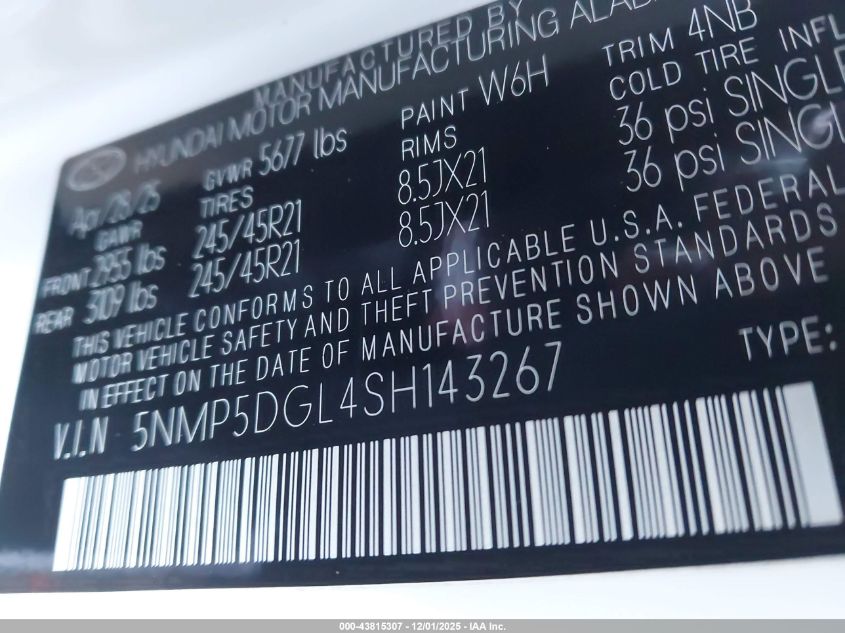 MANUFACTURED BY
HYUNDAI MOTOR MANUFACTURING ALAB
Apr/28/25 GVWR 5677 lbs PAINT W6H TRIM 4NB
GAWR TIRES RIMS COLD TIRE INFL
FRONT 2955 lbs 245/45R21 8.5JX21 36 psi SINGLE
REAR 3109 lbs 245/45R21 8.5JX21 36 psi SINGLE
THIS VEHICLE CONFORMS TO ALL APPLICABLE U.S.A. FEDERAL
MOTOR VEHICLE SAFETY AND THEFT PREVENTION STANDARDS
IN EFFECT ON THE DATE OF MANUFACTURE SHOWN ABOVE
V.I.N 5NMP5DGL4SH143267 TYPE:
000-43815307 - 12/01/2025 - IAA Inc.